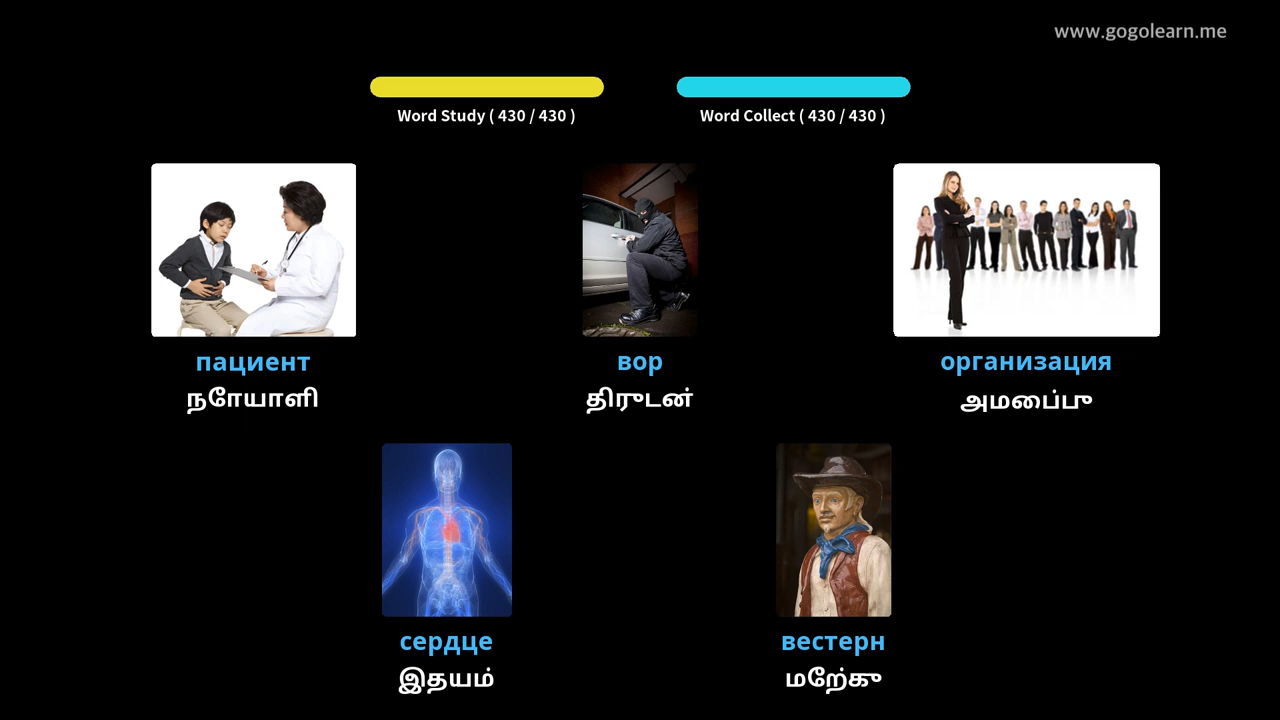 www.gogolearn.me
Word Study ( 430 / 430 )
Word Collect ( 430 / 430 )
пациент
நோயாளி
вор
திருடன்
организация
அமைப்பு
сердце
இதயம்
вестерн
மேற்கு